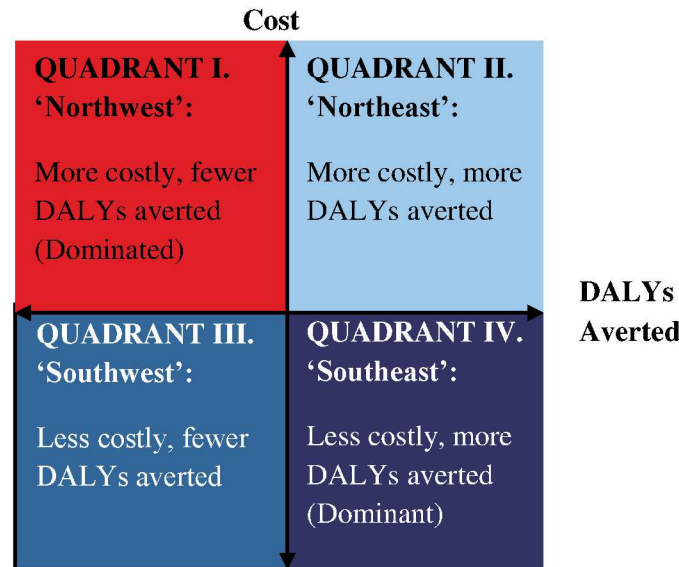 Cost
QUADRANT I.
‘Northwest’:
More costly, fewer
DALYs averted
(Dominated)
QUADRANT II.
‘Northeast’:
More costly, more
DALYs averted
DALYs
Averted
QUADRANT III.
‘Southwest’:
Less costly, fewer
DALYs averted
QUADRANT IV.
‘Southeast’:
Less costly, more
DALYs averted
(Dominant)